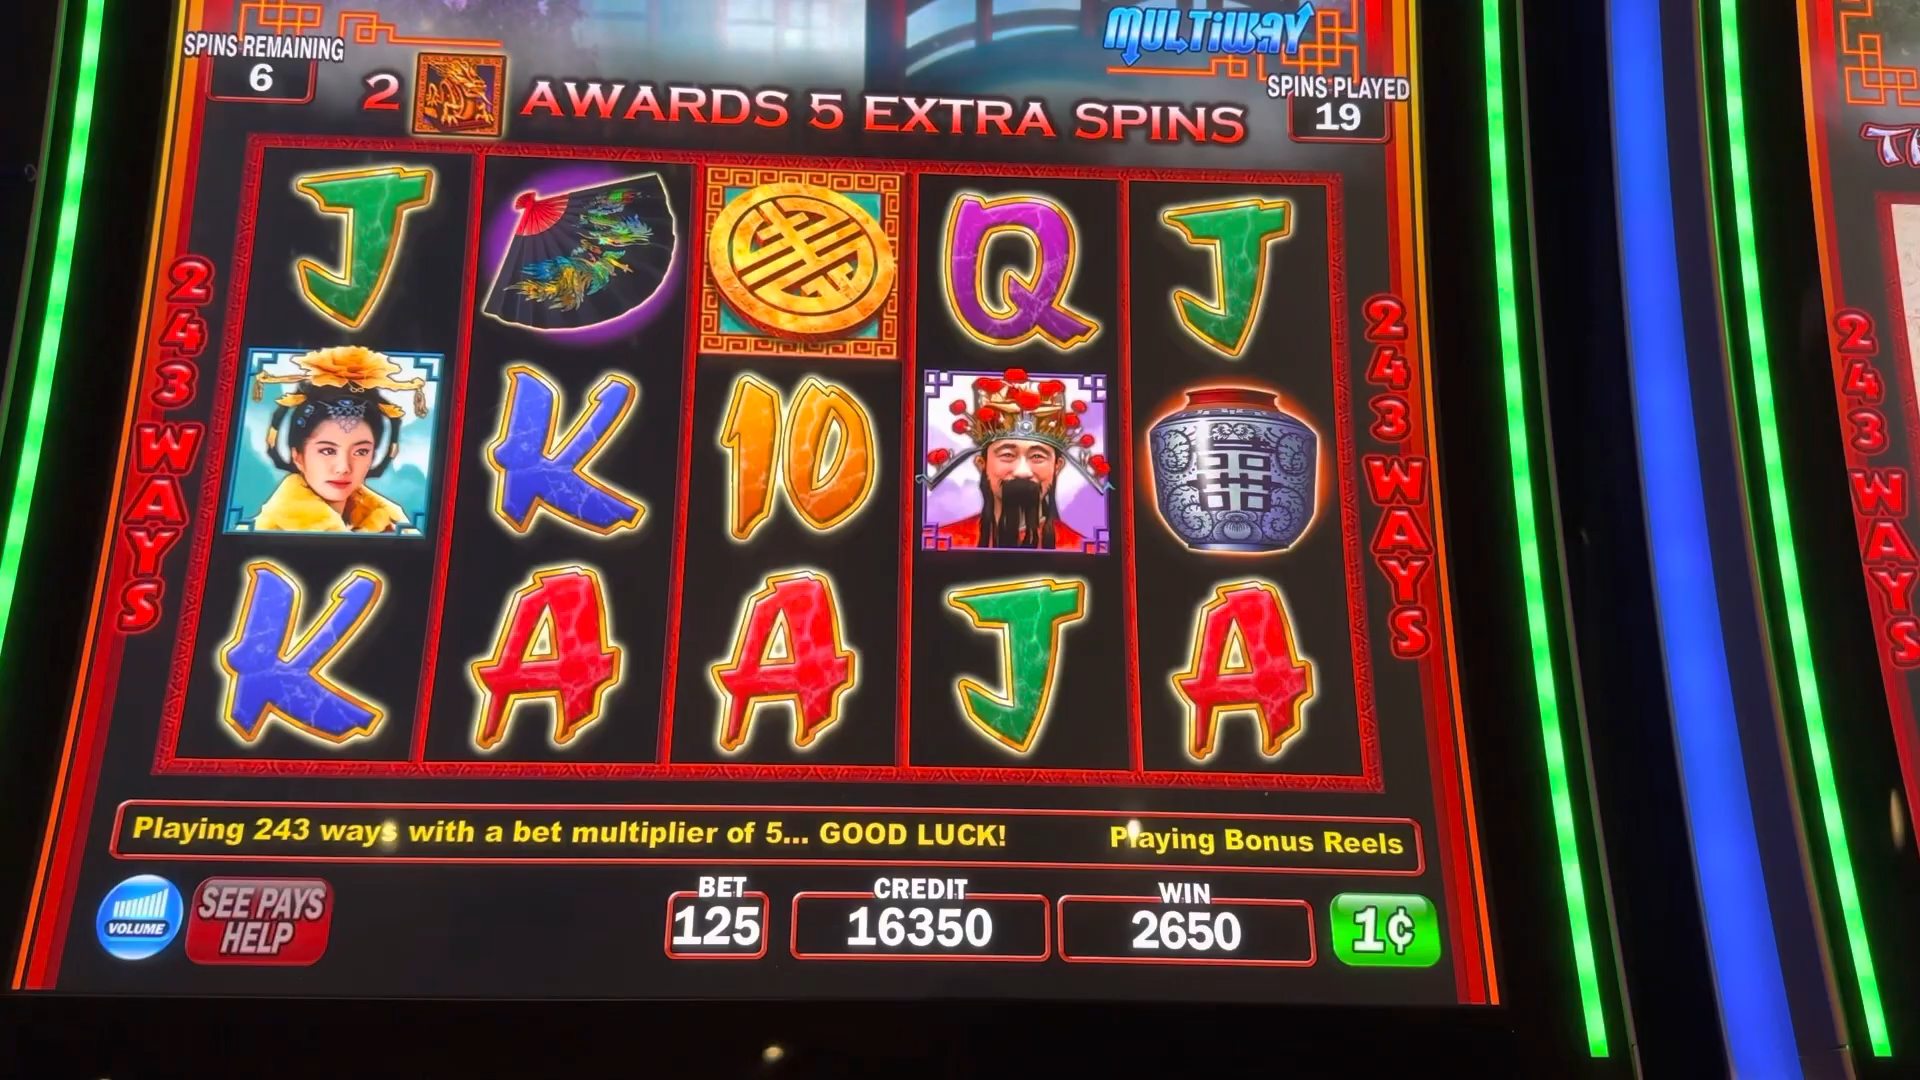 MULTIWAY
SPINS REMAINING
6
2 AWARDS 5 EXTRA SPINS
SPINS PLAYED
19
243 WAYS
J Q J
K 10
K A A J A
243 WAYS
243 WAYS
Playing 243 ways with a bet multiplier of 5... GOOD LUCK!
Playing Bonus Reels
VOLUME
SEE PAYS
HELP
BET
125
CREDIT
16350
WIN
2650
1¢